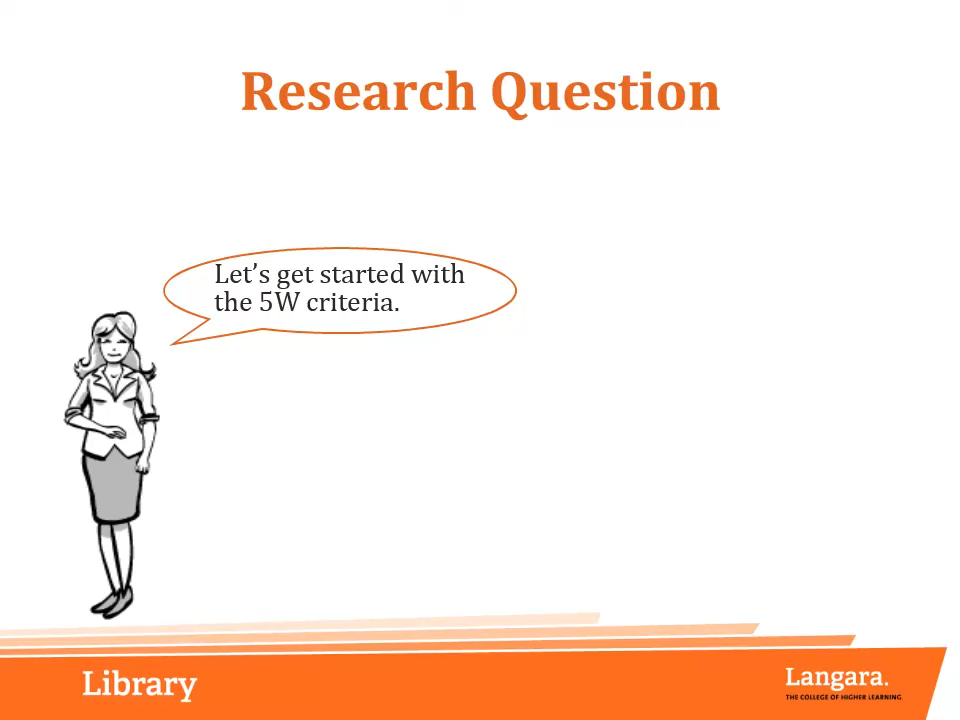 Research Question
Let’s get started with
the 5W criteria.
Library
Langara.
THE COLLEGE OF HIGHER LEARNING.